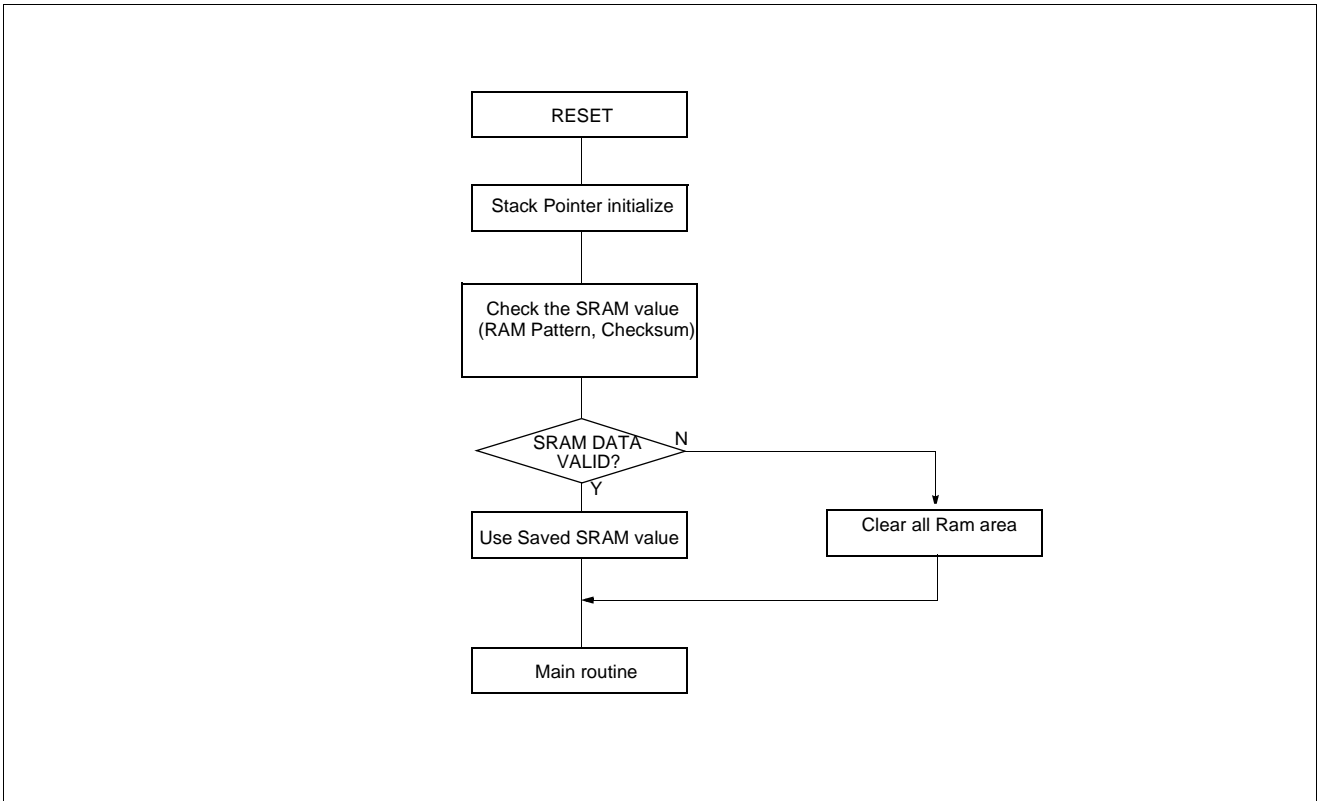 RESET
Stack Pointer initialize
Check the SRAM value
(RAM Pattern, Checksum)
SRAM DATA
VALID?
N
Y
Use Saved SRAM value
Clear all Ram area
Main routine